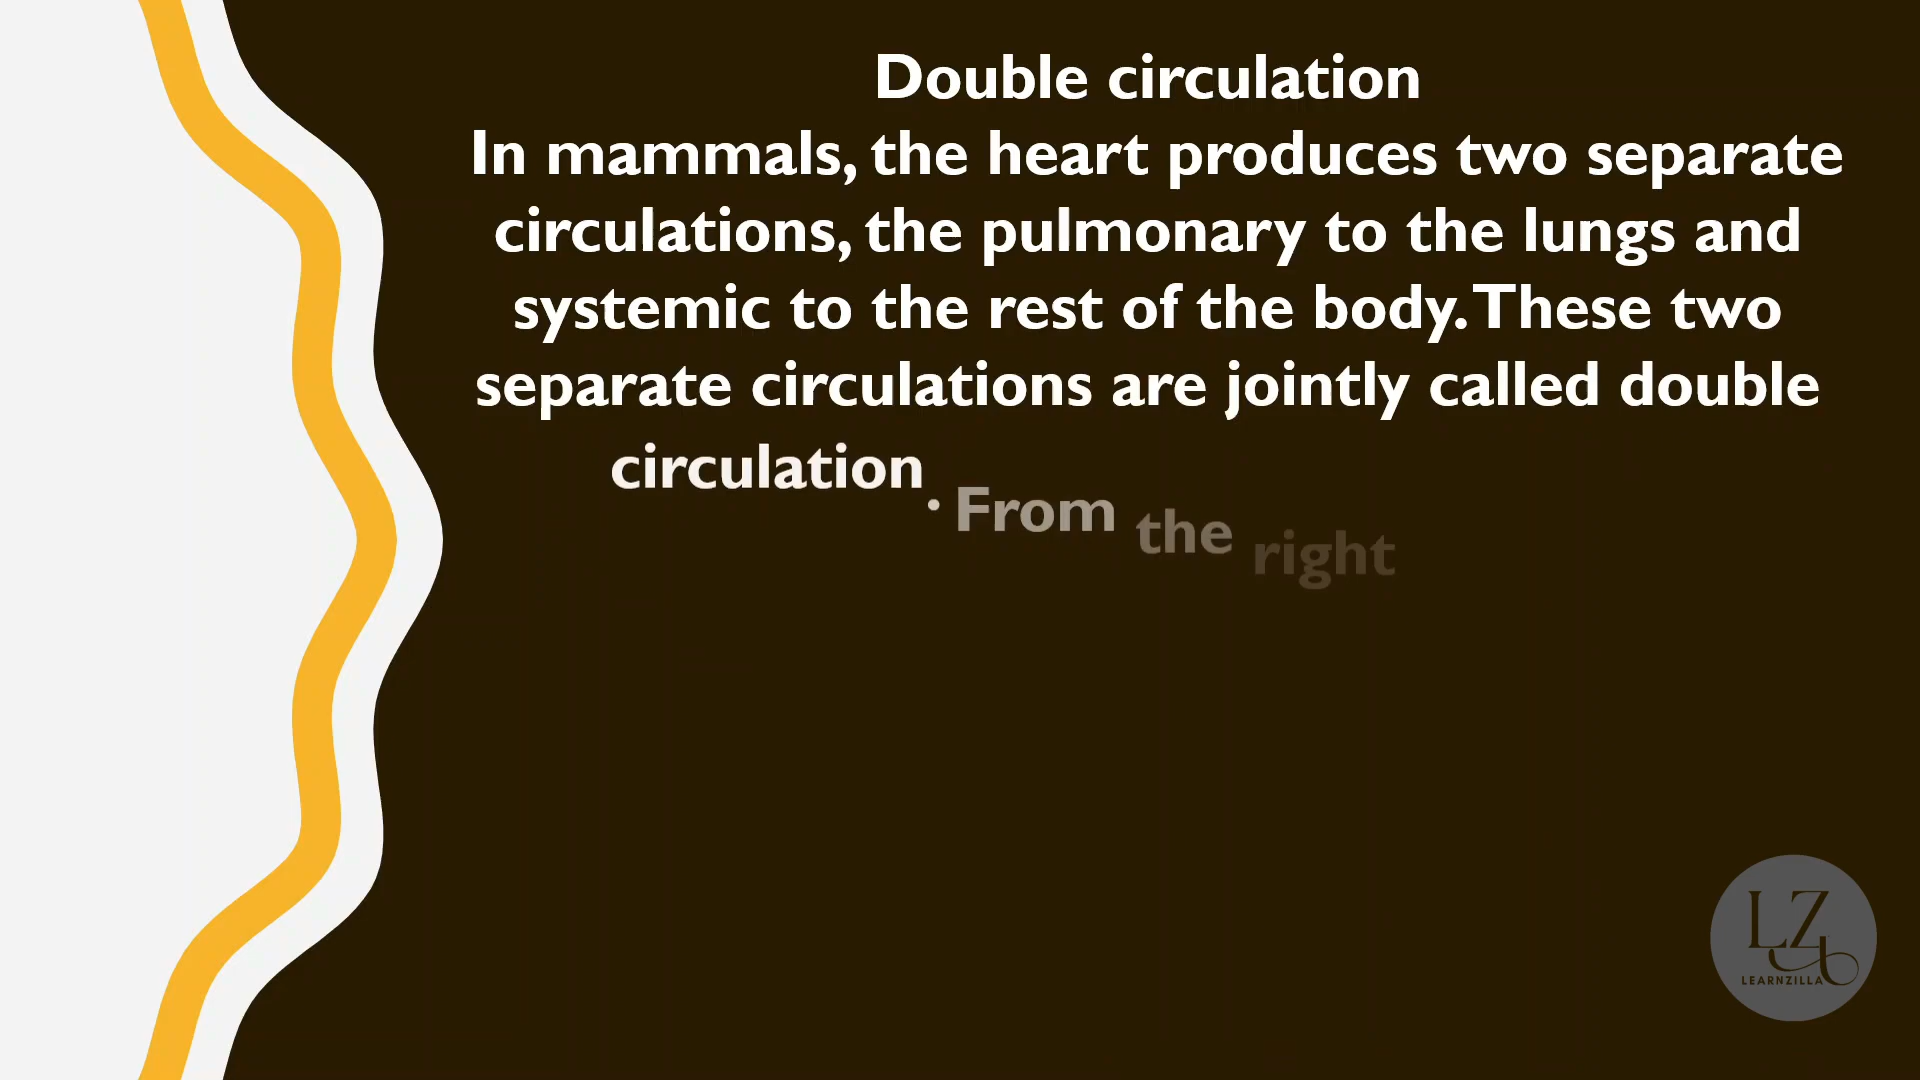 Double circulation
In mammals, the heart produces two separate
circulations, the pulmonary to the lungs and
systemic to the rest of the body. These two
separate circulations are jointly called double
circulation. From the right
LZ
LEARNZILLA